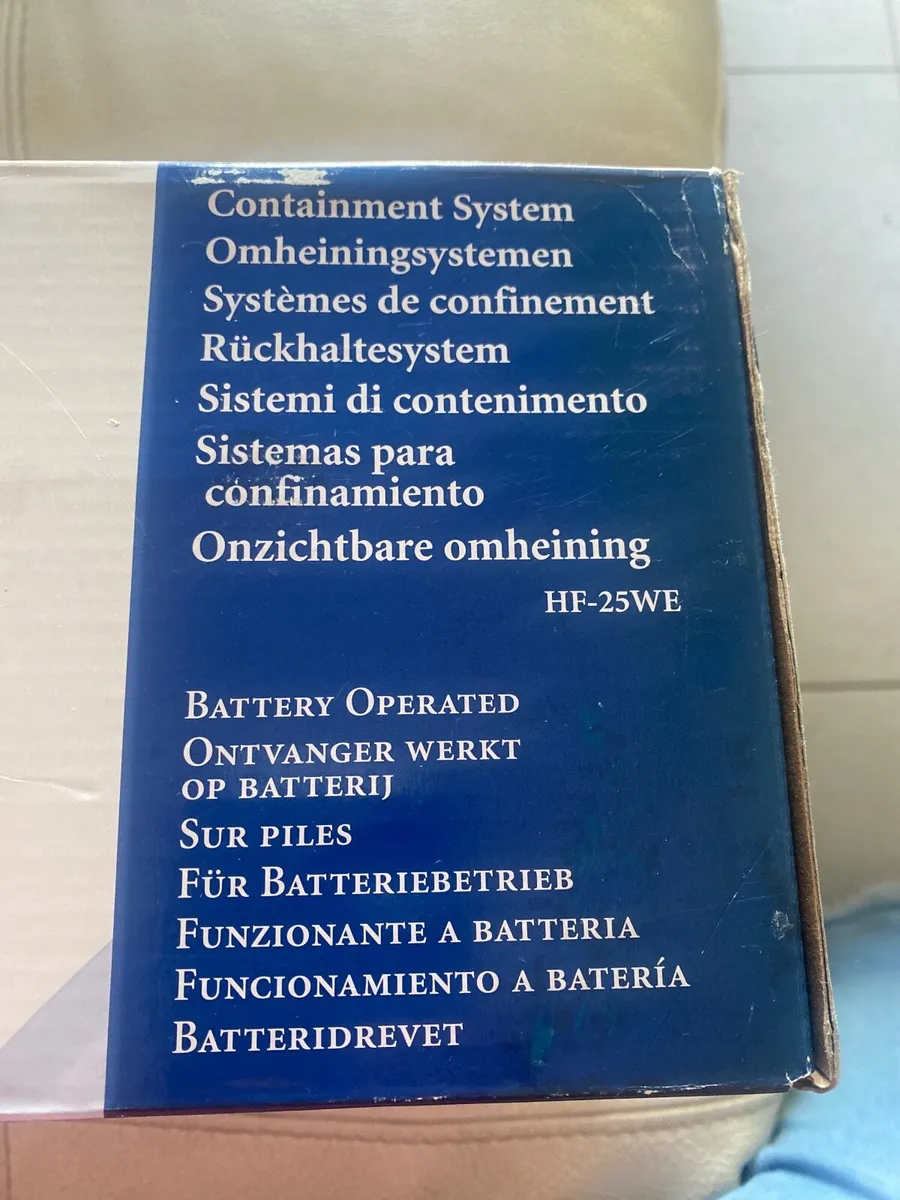 Containment System
Omheiningsystemen
Systèmes de confinement
Rückhaltesystem
Sistemi di contenimento
Sistemas para
confinamiento
Onzichtbare omheining
HF-25WE
BATTERY OPERATED
ONTVANGER WERKT
OP BATTERIJ
SUR PILES
FÜR BATTERIEBETRIEB
FUNZIONANTE A BATTERIA
FUNCIONAMIENTO A BATERÍA
BATTERIDREVET